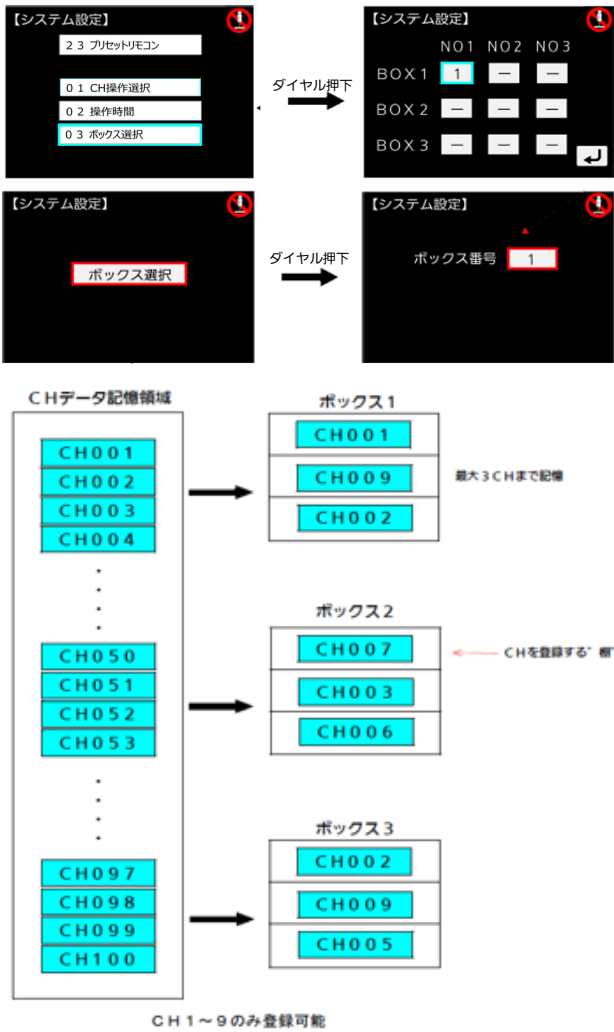 【システム設定】
２３ プリセットリモコン
０１ CH操作選択
０２ 操作時間
０３ ボックス選択
ダイヤル押下
【システム設定】
NO1 NO2 NO3
BOX1 1 － －
BOX2 － － －
BOX3 － － －
【システム設定】
ボックス選択
ダイヤル押下
【システム設定】
ボックス番号 1
ＣＨデータ記憶領域
CH001
CH002
CH003
CH004
CH050
CH051
CH052
CH053
CH097
CH098
CH099
CH100
ボックス1
CH001
CH009
CH002
最大３ＣＨまで記憶
ボックス2
CH007
CH003
CH006
CHを登録する゛棚"
ボックス3
CH002
CH009
CH005
ＣＨ１～９のみ登録可能